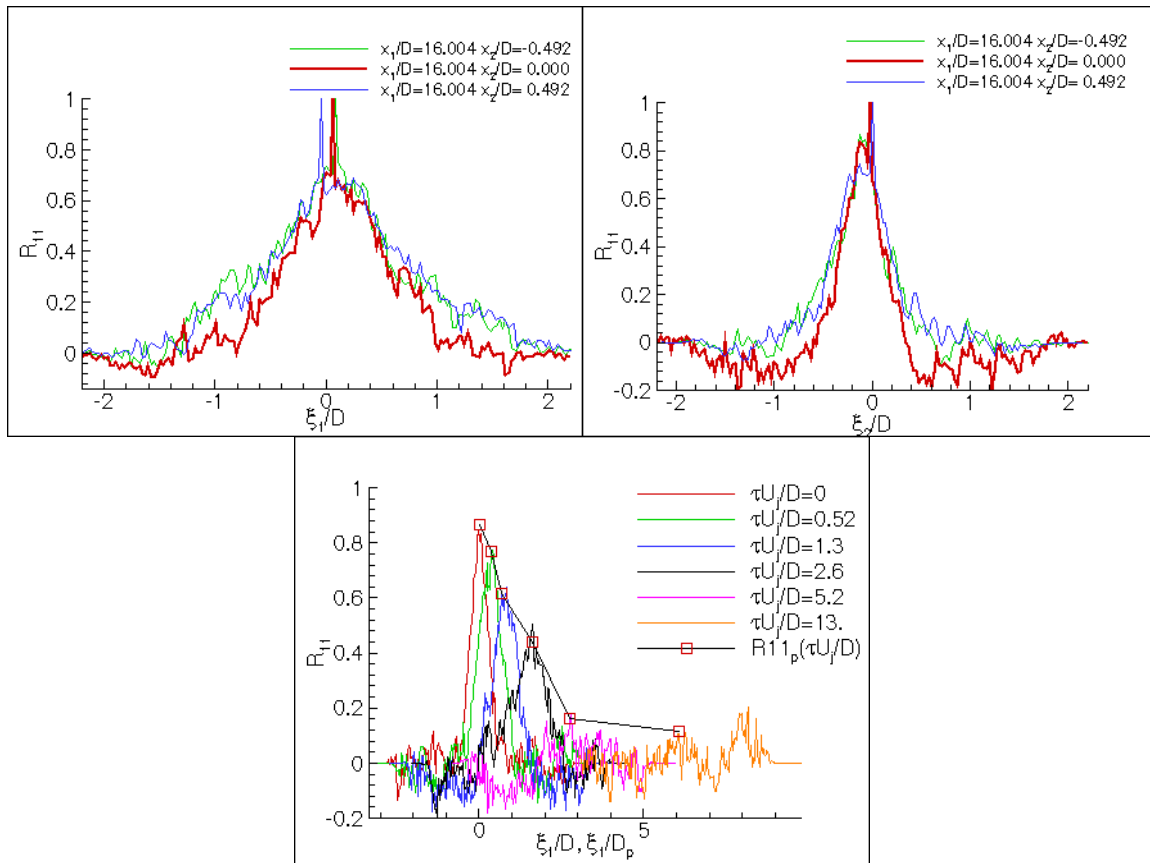 x₁/D=16.004 x₂/D=-0.492
x₁/D=16.004 x₂/D= 0.000
x₁/D=16.004 x₂/D= 0.492
1
0.8
0.6
0.4
0.2
0
R₁₁
-2 -1 0 1 2
ξ₁/D
x₁/D=16.004 x₂/D=-0.492
x₁/D=16.004 x₂/D= 0.000
x₁/D=16.004 x₂/D= 0.492
1
0.8
0.6
0.4
0.2
0
-0.2
R₁₁
-2 -1 0 1 2
ξ₂/D
τUⱼ/D=0
τUⱼ/D=0.52
τUⱼ/D=1.3
τUⱼ/D=2.6
τUⱼ/D=5.2
τUⱼ/D=13.
R11ₚ(τUⱼ/D)
1
0.8
0.6
0.4
0.2
0
-0.2
R₁₁
0 5
ξ₁/D, ξ₁/Dₚ